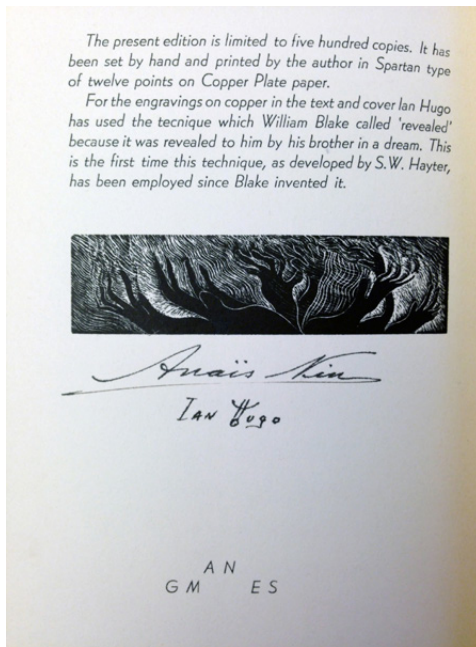 The present edition is limited to five hundred copies. It has
been set by hand and printed by the author in Spartan type
of twelve points on Copper Plate paper.
For the engravings on copper in the text and cover Ian Hugo
has used the tecnique which William Blake called 'revealed'
because it was revealed to him by his brother in a dream. This
is the first time this technique, as developed by S.W. Hayter,
has been employed since Blake invented it.
Anaïs Nin
Ian Hugo
A N
G M E S